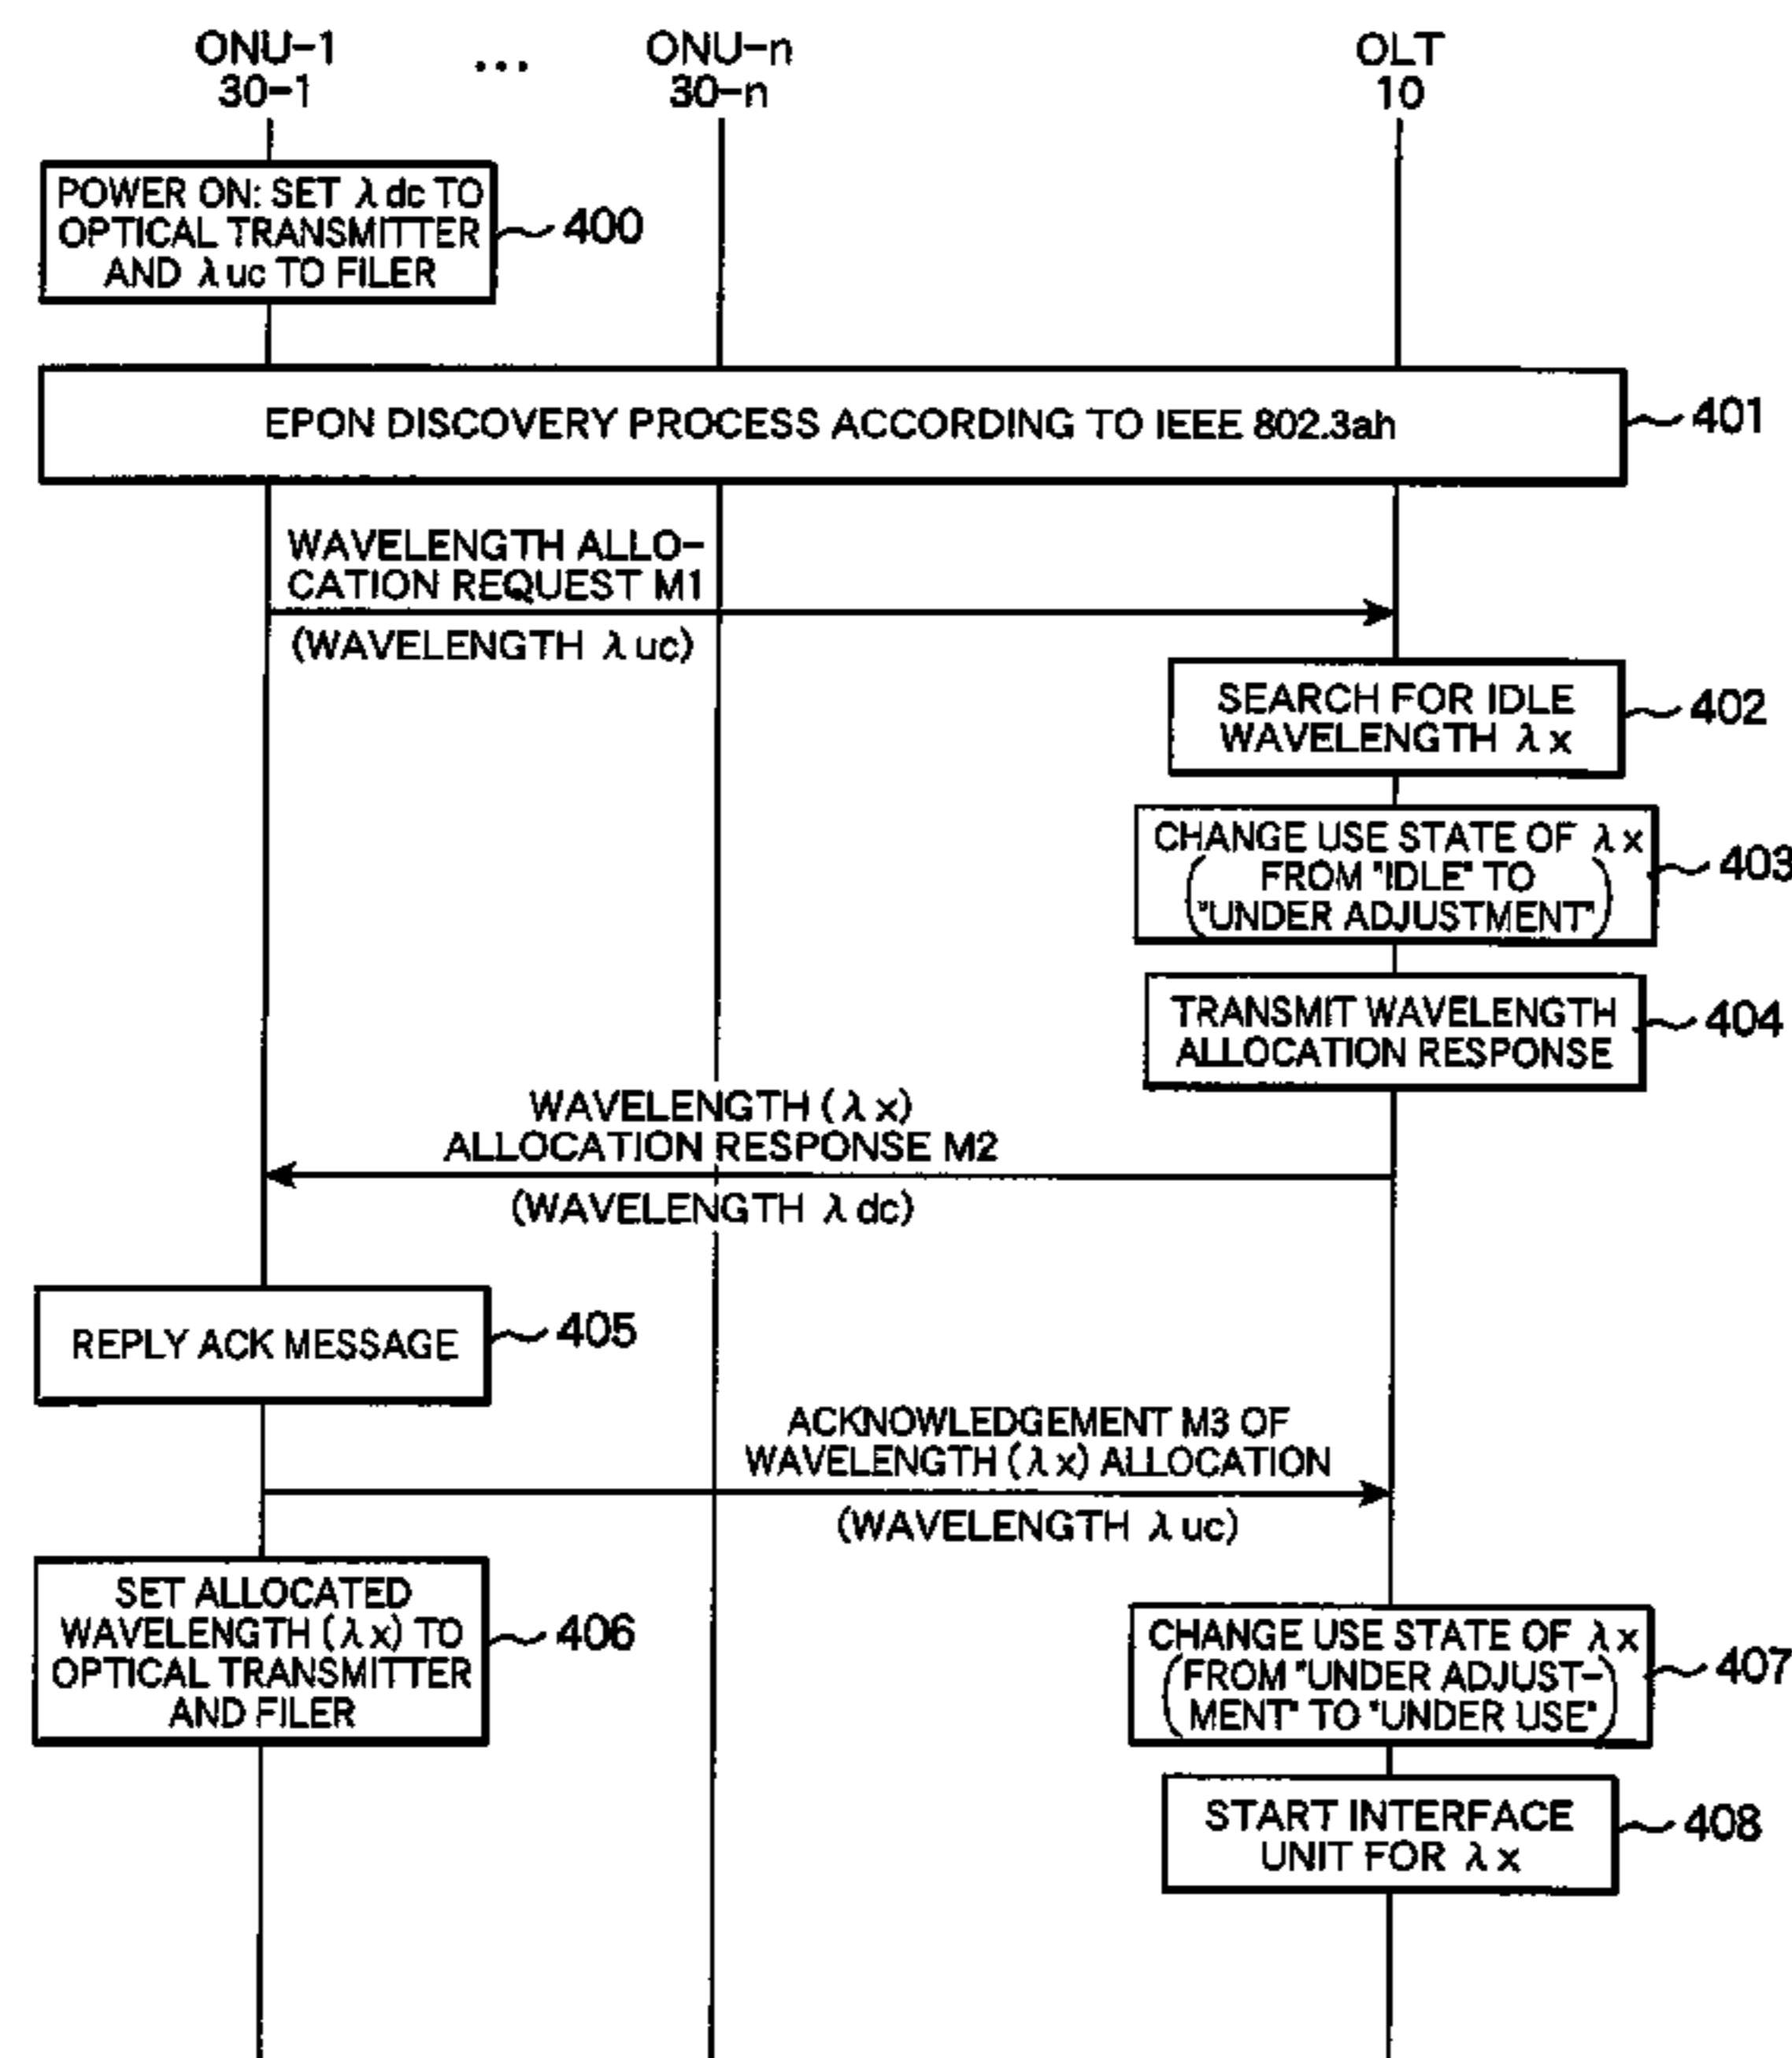 ONU-1 ... ONU-n OLT
30-1 30-n 10
POWER ON: SET λdc TO
OPTICAL TRANSMITTER
AND λuc TO FILER
400
EPON DISCOVERY PROCESS ACCORDING TO IEEE 802.3ah
401
WAVELENGTH ALLO-
CATION REQUEST M1
(WAVELENGTH λuc)
SEARCH FOR IDLE
WAVELENGTH λx
402
CHANGE USE STATE OF λx
(FROM "IDLE" TO
"UNDER ADJUSTMENT")
403
TRANSMIT WAVELENGTH
ALLOCATION RESPONSE
404
WAVELENGTH (λx)
ALLOCATION RESPONSE M2
(WAVELENGTH λdc)
REPLY ACK MESSAGE
405
ACKNOWLEDGEMENT M3 OF
WAVELENGTH (λx) ALLOCATION
(WAVELENGTH λuc)
SET ALLOCATED
WAVELENGTH (λx) TO
OPTICAL TRANSMITTER
AND FILER
406
CHANGE USE STATE OF λx
(FROM "UNDER ADJUST-
MENT" TO "UNDER USE")
407
START INTERFACE
UNIT FOR λx
408